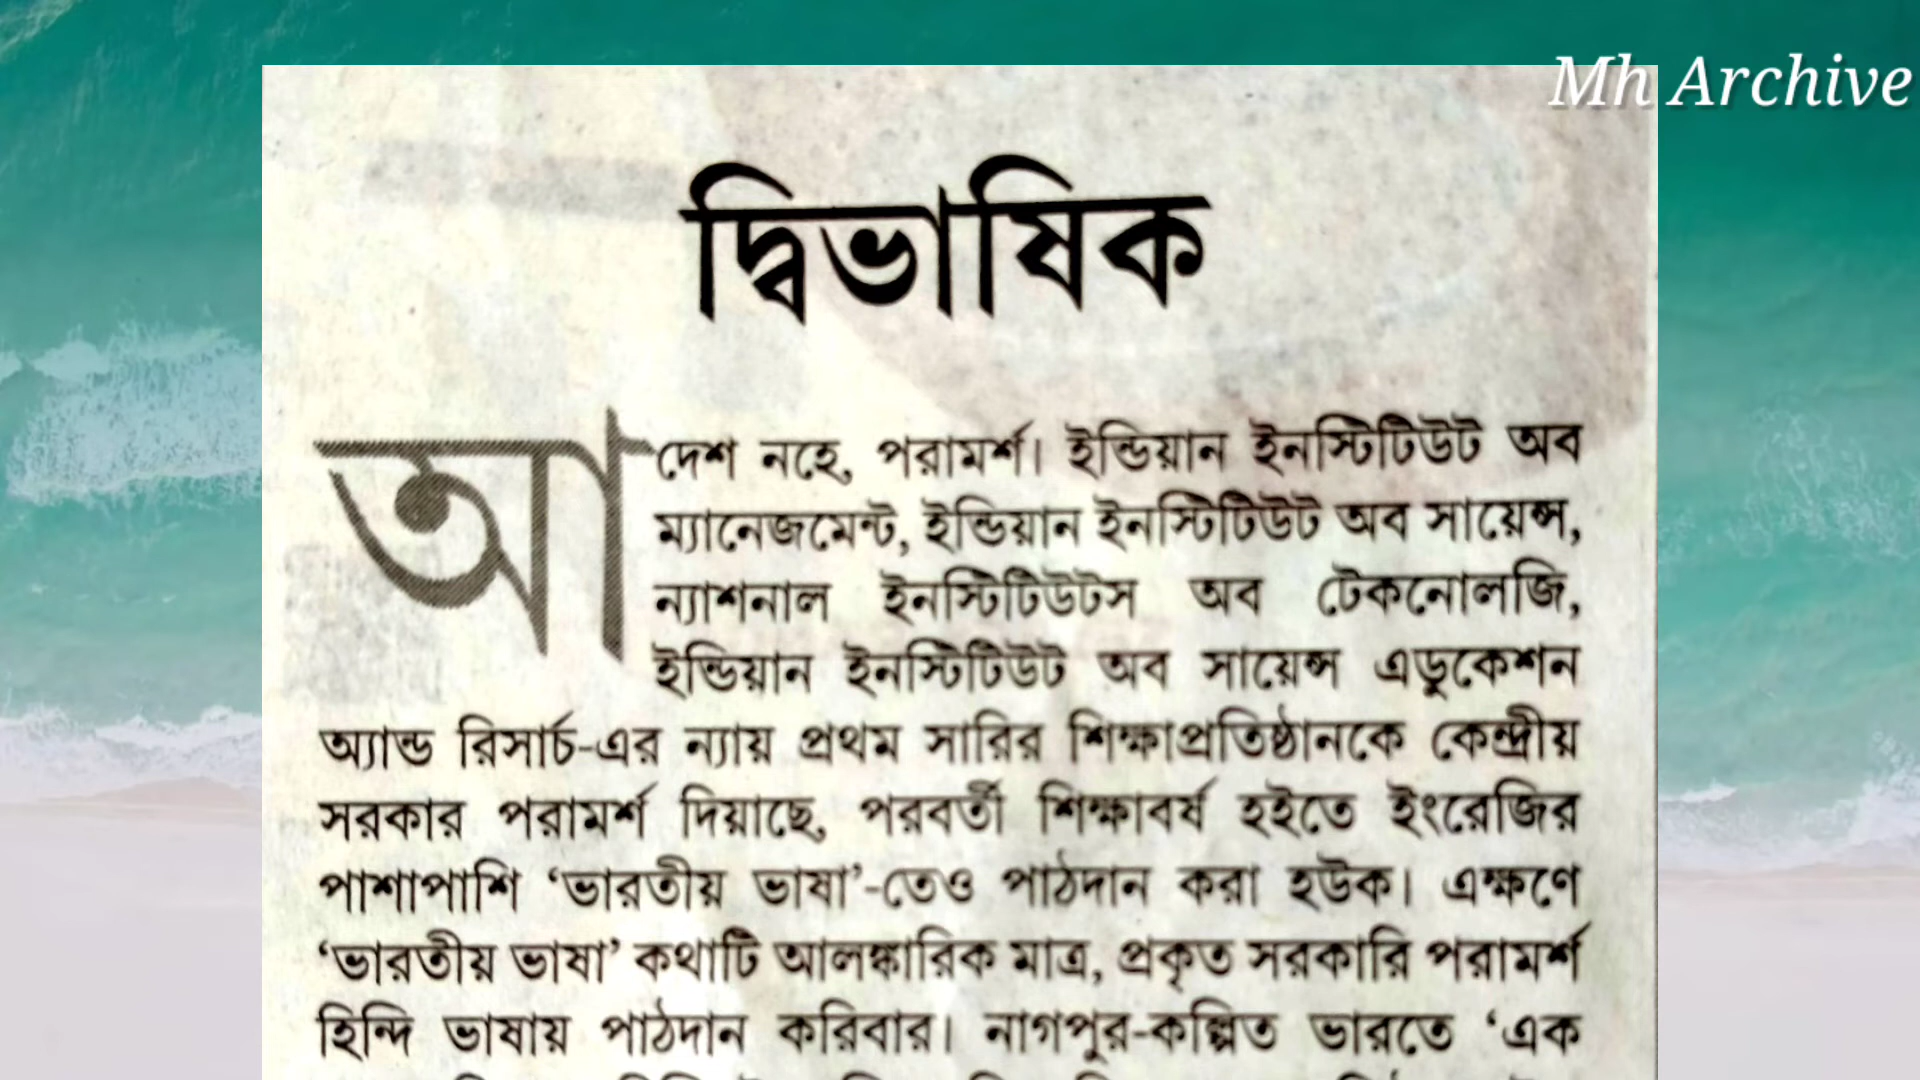 Mh Archive
দ্বিভাষিক
আদেশ নহে, পরামর্শ। ইন্ডিয়ান ইনস্টিটিউট অব
ম্যানেজমেন্ট, ইন্ডিয়ান ইনস্টিটিউট অব সায়েন্স,
ন্যাশনাল ইনস্টিটিউটস অব টেকনোলজি,
ইন্ডিয়ান ইনস্টিটিউট অব সায়েন্স এডুকেশন
অ্যান্ড রিসার্চ-এর ন্যায় প্রথম সারির শিক্ষাপ্রতিষ্ঠানকে কেন্দ্রীয়
সরকার পরামর্শ দিয়াছে, পরবর্তী শিক্ষাবর্ষ হইতে ইংরেজির
পাশাপাশি ‘ভারতীয় ভাষা’-তেও পাঠদান করা হউক। এক্ষণে
‘ভারতীয় ভাষা’ কথাটি আলঙ্কারিক মাত্র, প্রকৃত সরকারি পরামর্শ
হিন্দি ভাষায় পাঠদান করিবার। নাগপুর-কল্পিত ভারতে ‘এক